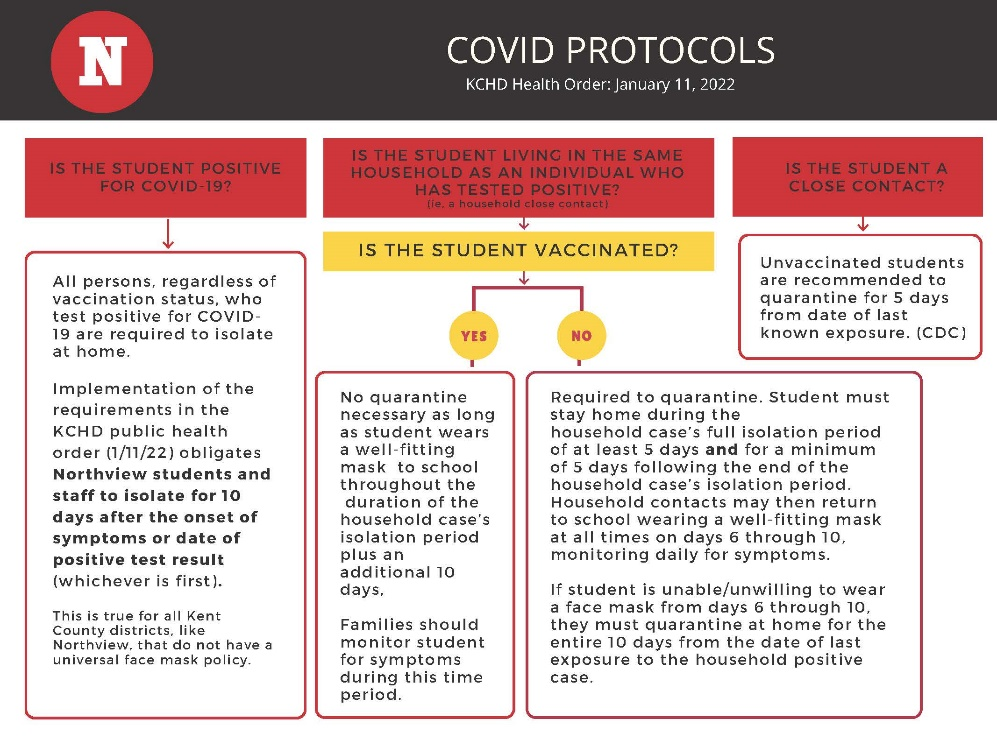 N
COVID PROTOCOLS
KCHD Health Order: January 11, 2022
IS THE STUDENT POSITIVE
FOR COVID-19?
All persons, regardless of
vaccination status, who
test positive for COVID-
19 are required to isolate
at home.
Implementation of the
requirements in the
KCHD public health
order (1/11/22) obligates
Northview students and
staff to isolate for 10
days after the onset of
symptoms or date of
positive test result
(whichever is first).
This is true for all Kent
County districts, like
Northview, that do not have a
universal face mask policy.
IS THE STUDENT LIVING IN THE SAME
HOUSEHOLD AS AN INDIVIDUAL WHO
HAS TESTED POSITIVE?
(ie, a household close contact)
IS THE STUDENT VACCINATED?
YES
NO
No quarantine
necessary as long
as student wears
a well-fitting
mask to school
throughout the
duration of the
household case's
isolation period
plus an
additional 10
days,
Families should
monitor student
for symptoms
during this time
period.
Required to quarantine. Student must
stay home during the
household case's full isolation period
of at least 5 days and for a minimum
of 5 days following the end of the
household case's isolation period.
Household contacts may then return
to school wearing a well-fitting mask
at all times on days 6 through 10,
monitoring daily for symptoms.
If student is unable/unwilling to wear
a face mask from days 6 through 10,
they must quarantine at home for the
entire 10 days from the date of last
exposure to the household positive
case.
IS THE STUDENT A
CLOSE CONTACT?
Unvaccinated students
are recommended to
quarantine for 5 days
from date of last
known exposure. (CDC)